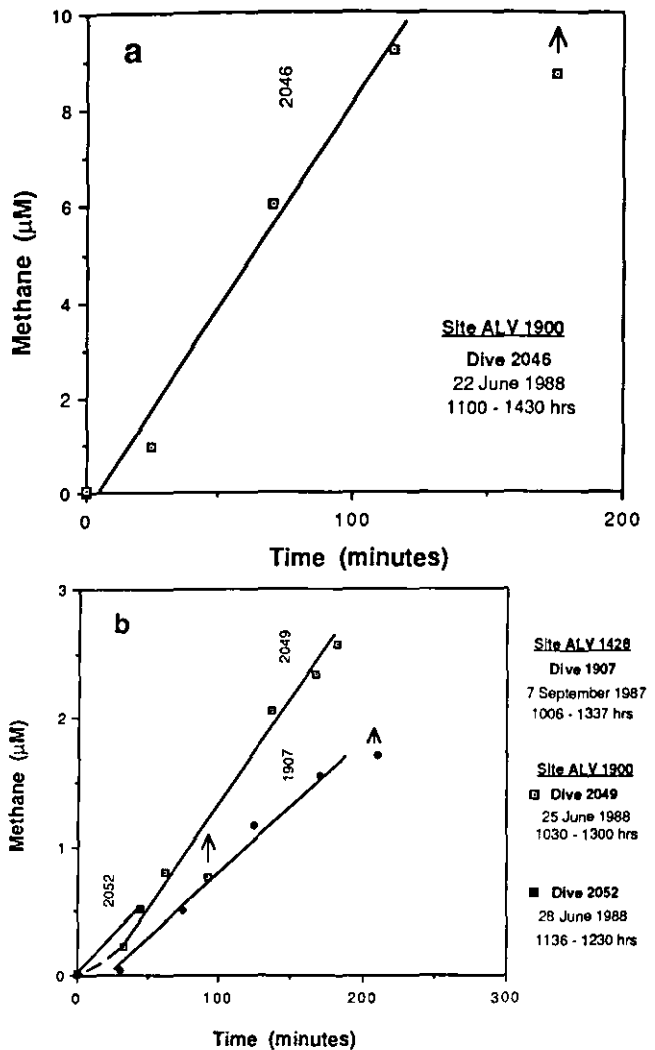 a
10
8
6
4
2
0
Methane (µM)
2046
Site ALV 1900
Dive 2046
22 June 1988
1100 - 1430 hrs
0
100
200
Time (minutes)
b
3
2
1
0
Methane (µM)
2049
1907
2052
0
100
200
300
Time (minutes)
Site ALV 1428
Dive 1907
7 September 1987
1006 - 1337 hrs
Site ALV 1900
Dive 2049
25 June 1988
1030 - 1300 hrs
Dive 2052
28 June 1988
1136 - 1230 hrs